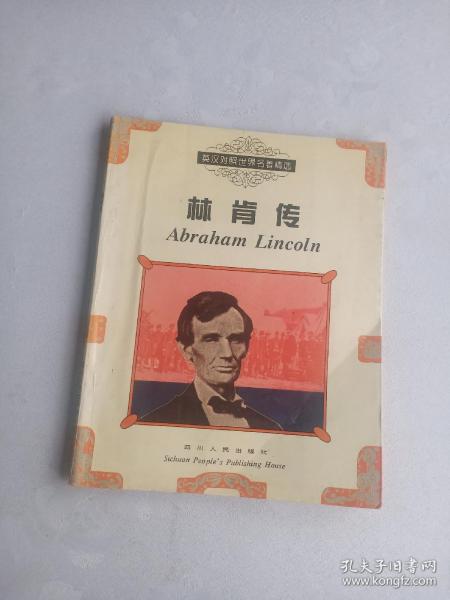 英汉对照世界名著精选
林肯传
Abraham Lincoln
四川人民出版社
Sichuan People's Publishing House
孔夫子旧书网
www.kongfz.com